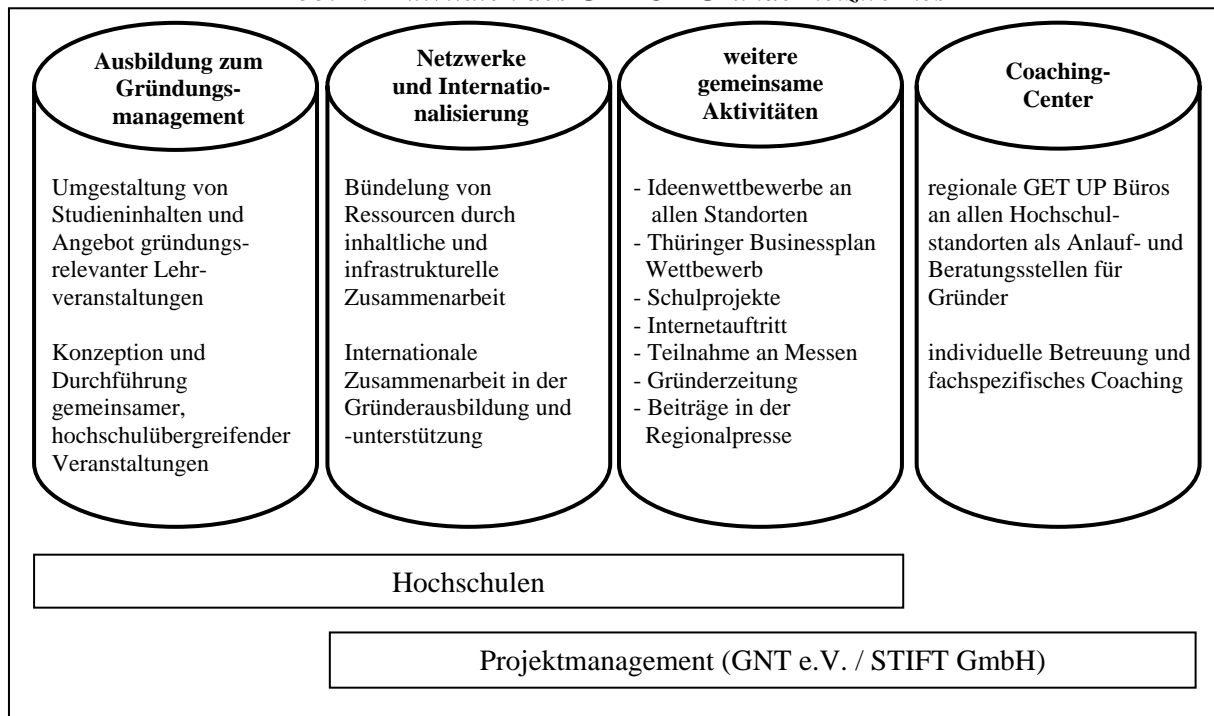 Ausbildung zum
Gründungs-
management
Umgestaltung von
Studieninhalten und
Angebot gründungs-
relevanter Lehr-
veranstaltungen
Konzeption und
Durchführung
gemeinsamer,
hochschulübergreifender
Veranstaltungen
Netzwerke
und Internatio-
nalisierung
Bündelung von
Ressourcen durch
inhaltliche und
infrastrukturelle
Zusammenarbeit
Internationale
Zusammenarbeit in der
Gründerausbildung und
-unterstützung
weitere
gemeinsame
Aktivitäten
- Ideenwettbewerbe an
allen Standorten
- Thüringer Businessplan
Wettbewerb
- Schulprojekte
- Internetauftritt
- Teilnahme an Messen
- Gründerzeitung
- Beiträge in der
Regionalpresse
Coaching-
Center
regionale GET UP Büros
an allen Hochschul-
standorten als Anlauf- und
Beratungsstellen für
Gründer
individuelle Betreuung und
fachspezifisches Coaching
Hochschulen
Projektmanagement (GNT e.V. / STIFT GmbH)